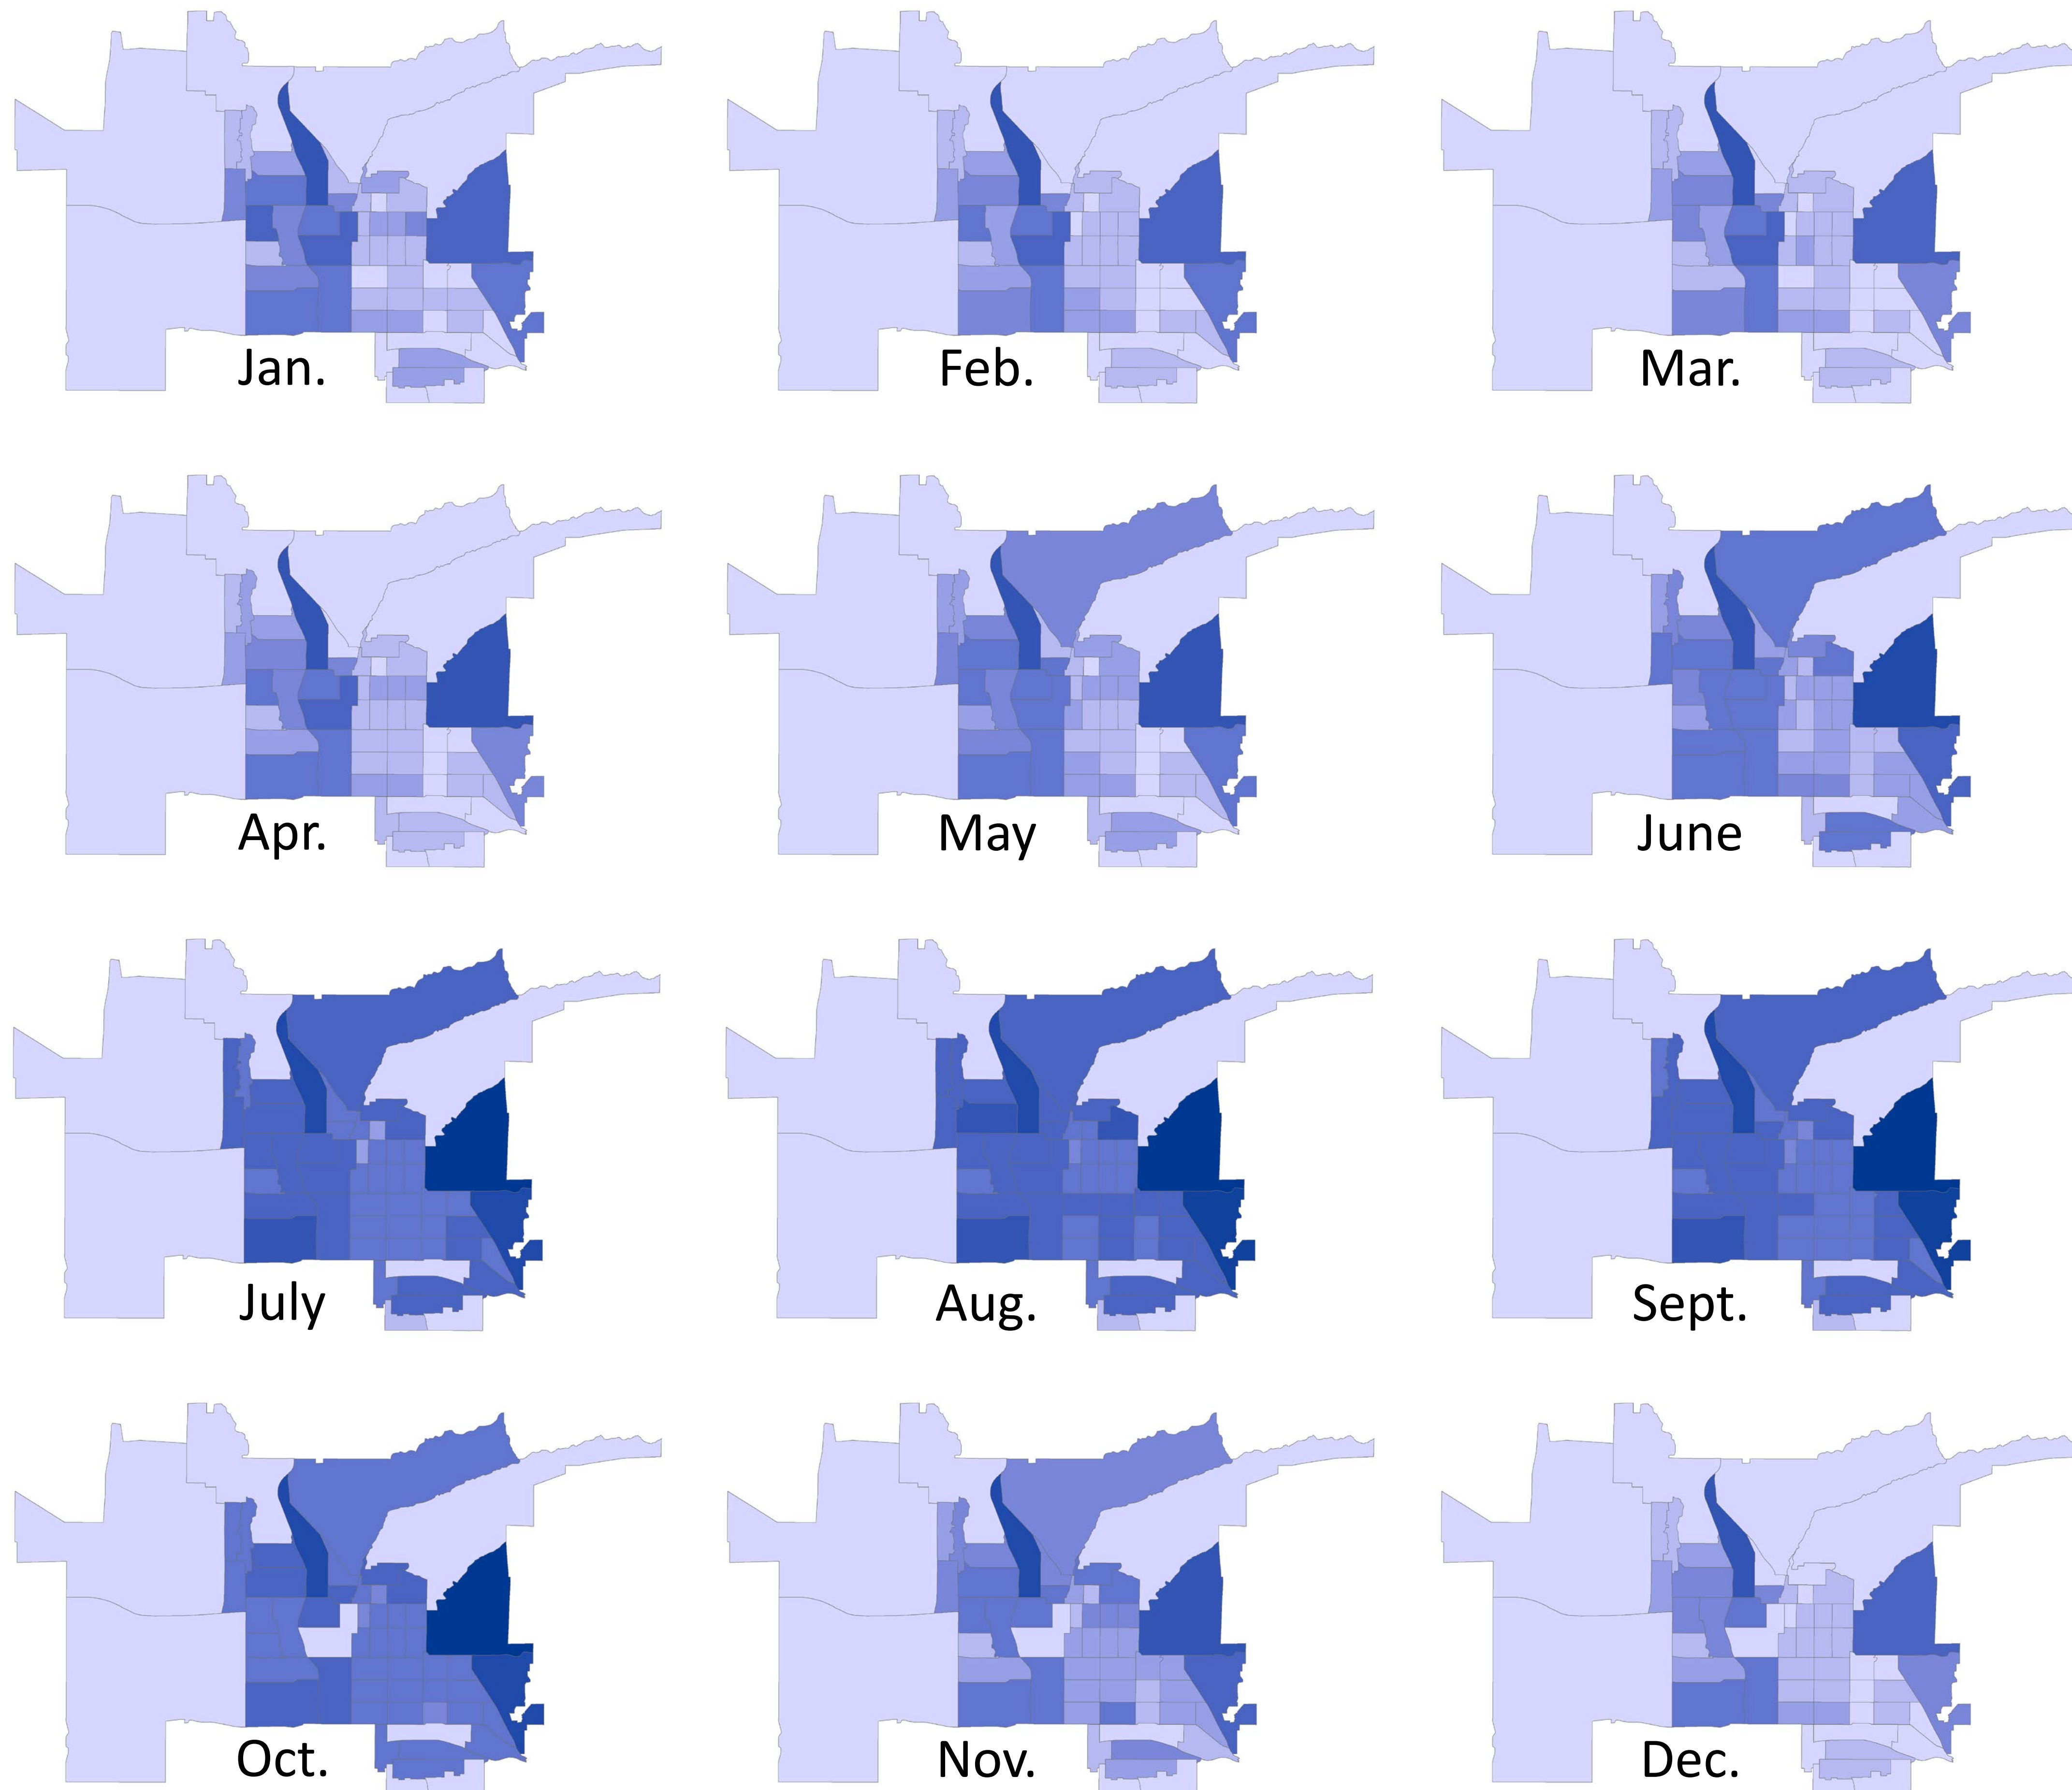 Jan.
Feb.
Mar.
Apr.
May
June
July
Aug.
Sept.
Oct.
Nov.
Dec.